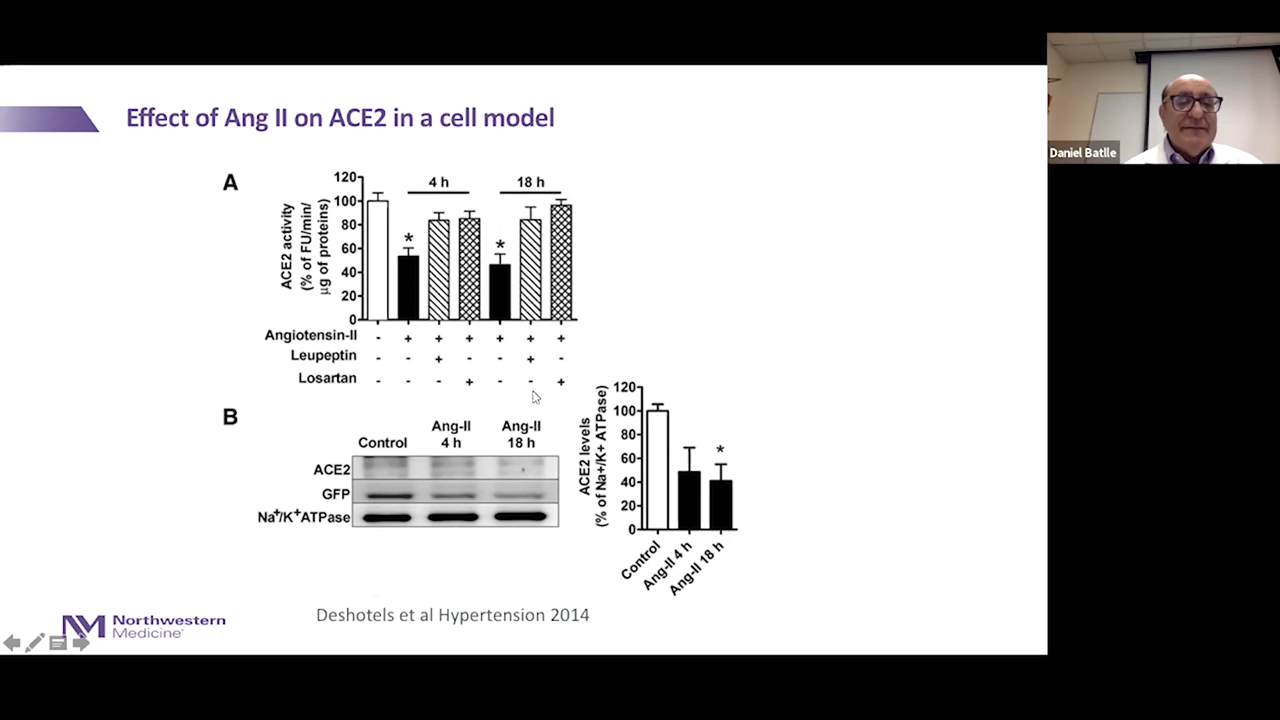 Effect of Ang II on ACE2 in a cell model
A
ACE2 activity
(% of FU/min/
µg of proteins)
120
100
80
60
40
20
0
4 h
18 h
*
*
Angiotensin-II - + + + + + +
Leupeptin - - + - - + -
Losartan - - - + - - +
B
Control
Ang-II
4 h
Ang-II
18 h
ACE2
GFP
Na+/K+ATPase
ACE2 levels
(% of Na+/K+ ATPase)
120
100
80
60
40
20
0
*
Control
Ang-II 4 h
Ang-II 18 h
Deshotels et al Hypertension 2014
NM
Northwestern
Medicine®
Daniel Batlle